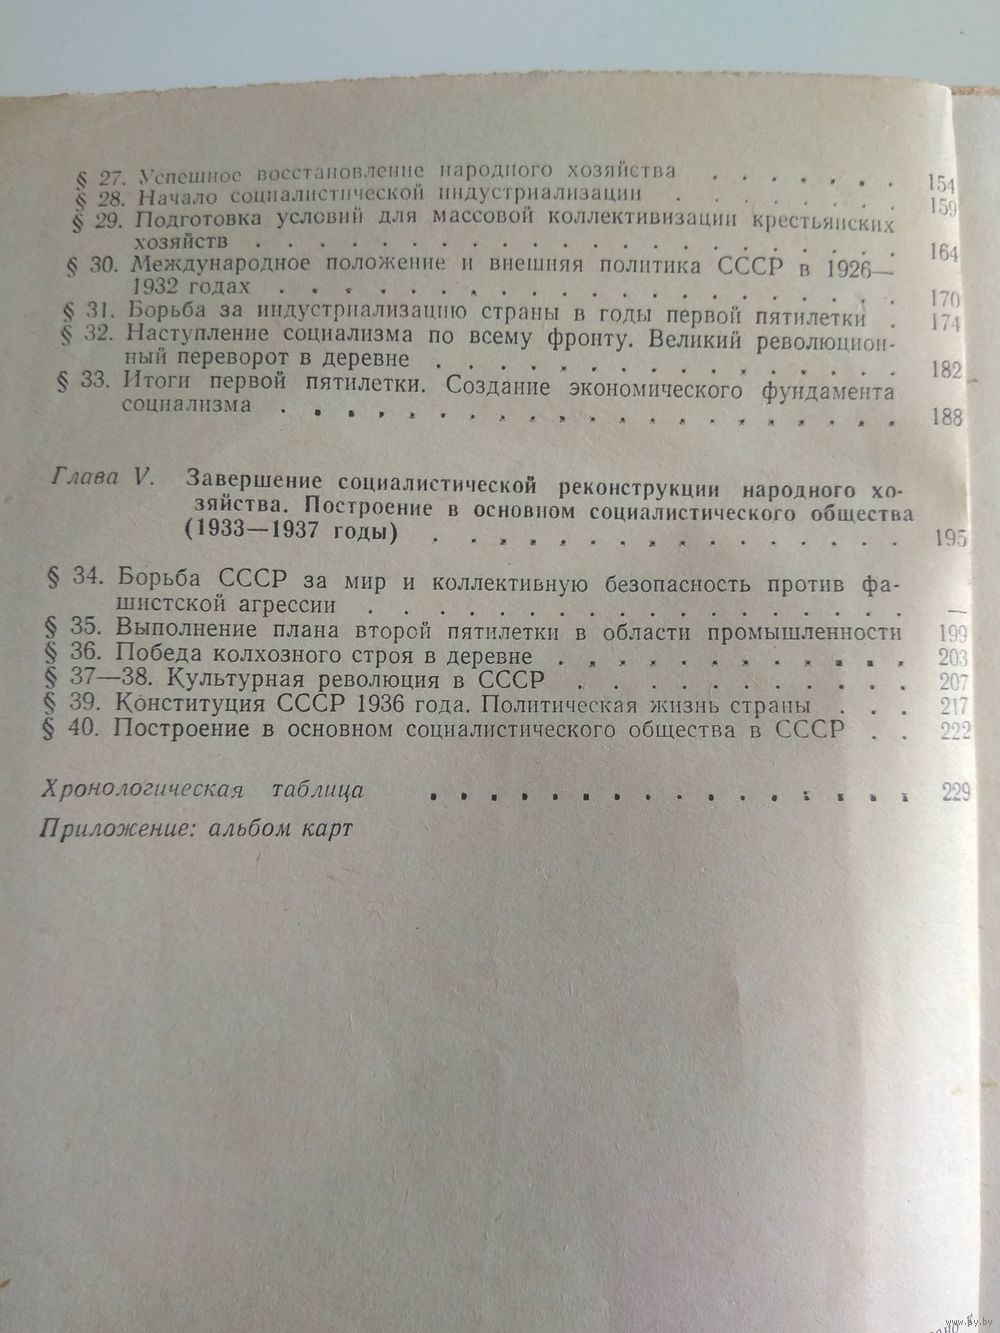 § 27. Успешное восстановление народного хозяйства . . . . . . . 154
§ 28. Начало социалистической индустриализации . . . . . . . . 159
§ 29. Подготовка условий для массовой коллективизации крестьянских
хозяйств . . . . . . . . . . . . . . . . . . . . 164
§ 30. Международное положение и внешняя политика СССР в 1926—
1932 годах . . . . . . . . . . . . . . . . . . . 170
§ 31. Борьба за индустриализацию страны в годы первой пятилетки . 174
§ 32. Наступление социализма по всему фронту. Великий революцион-
ный переворот в деревне . . . . . . . . . . . . . . . 182
§ 33. Итоги первой пятилетки. Создание экономического фундамента
социализма . . . . . . . . . . . . . . . . . . . 188
Глава V. Завершение социалистической реконструкции народного хо-
зяйства. Построение в основном социалистического общества
(1933—1937 годы) . . . . . . . . . . . . . . . 195
§ 34. Борьба СССР за мир и коллективную безопасность против фа-
шистской агрессии . . . . . . . . . . . . . . . . . —
§ 35. Выполнение плана второй пятилетки в области промышленности 199
§ 36. Победа колхозного строя в деревне . . . . . . . . . . . . 203
§ 37—38. Культурная революция в СССР . . . . . . . . . . . 207
§ 39. Конституция СССР 1936 года. Политическая жизнь страны . . . 217
§ 40. Построение в основном социалистического общества в СССР . . 222
Хронологическая таблица . . . . . . . . . . . . . . . . 229
Приложение: альбом карт
www.ay.by